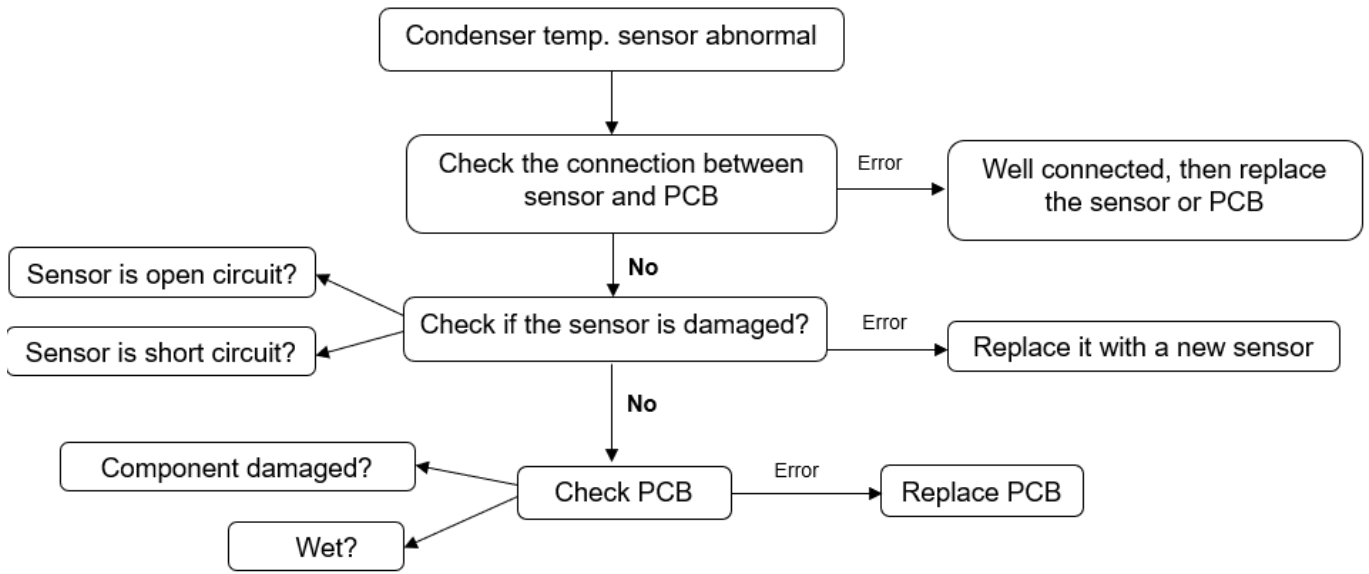 Condenser temp. sensor abnormal
Check the connection between
sensor and PCB
Error
Well connected, then replace
the sensor or PCB
No
Sensor is open circuit?
Sensor is short circuit?
Check if the sensor is damaged?
Error
Replace it with a new sensor
No
Component damaged?
Wet?
Check PCB
Error
Replace PCB